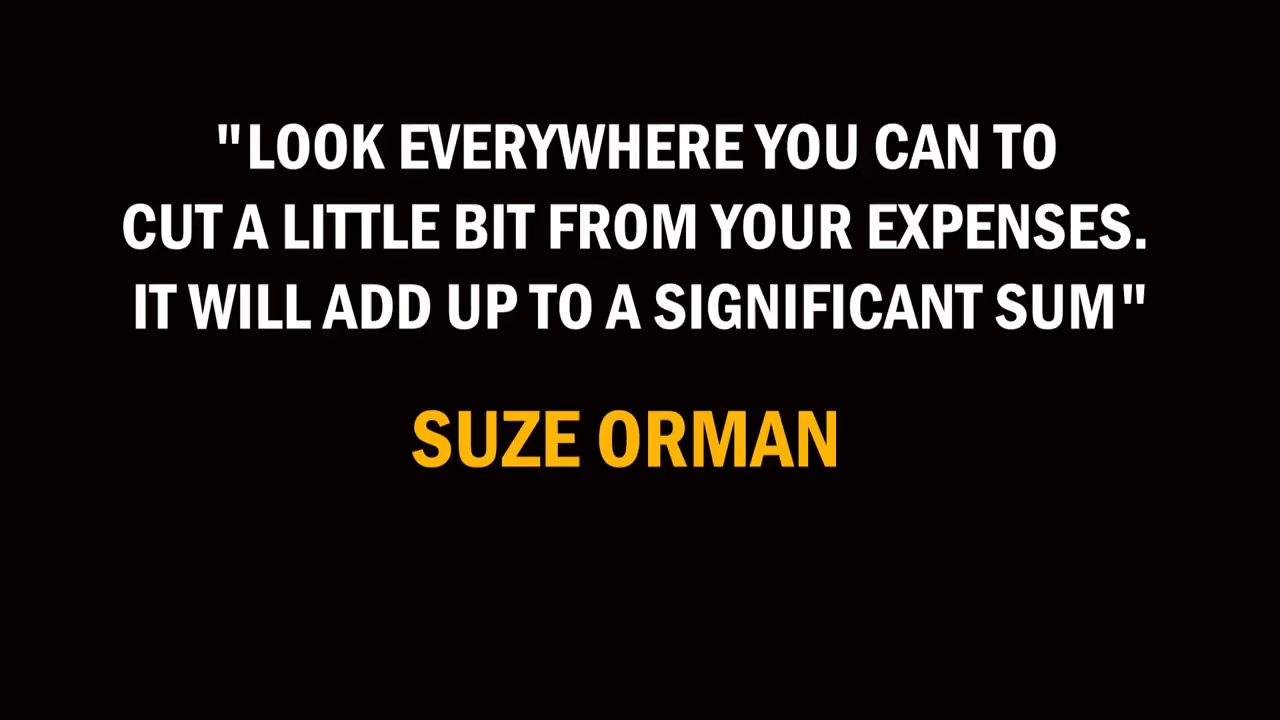 "LOOK EVERYWHERE YOU CAN TO
CUT A LITTLE BIT FROM YOUR EXPENSES.
IT WILL ADD UP TO A SIGNIFICANT SUM"
SUZE ORMAN